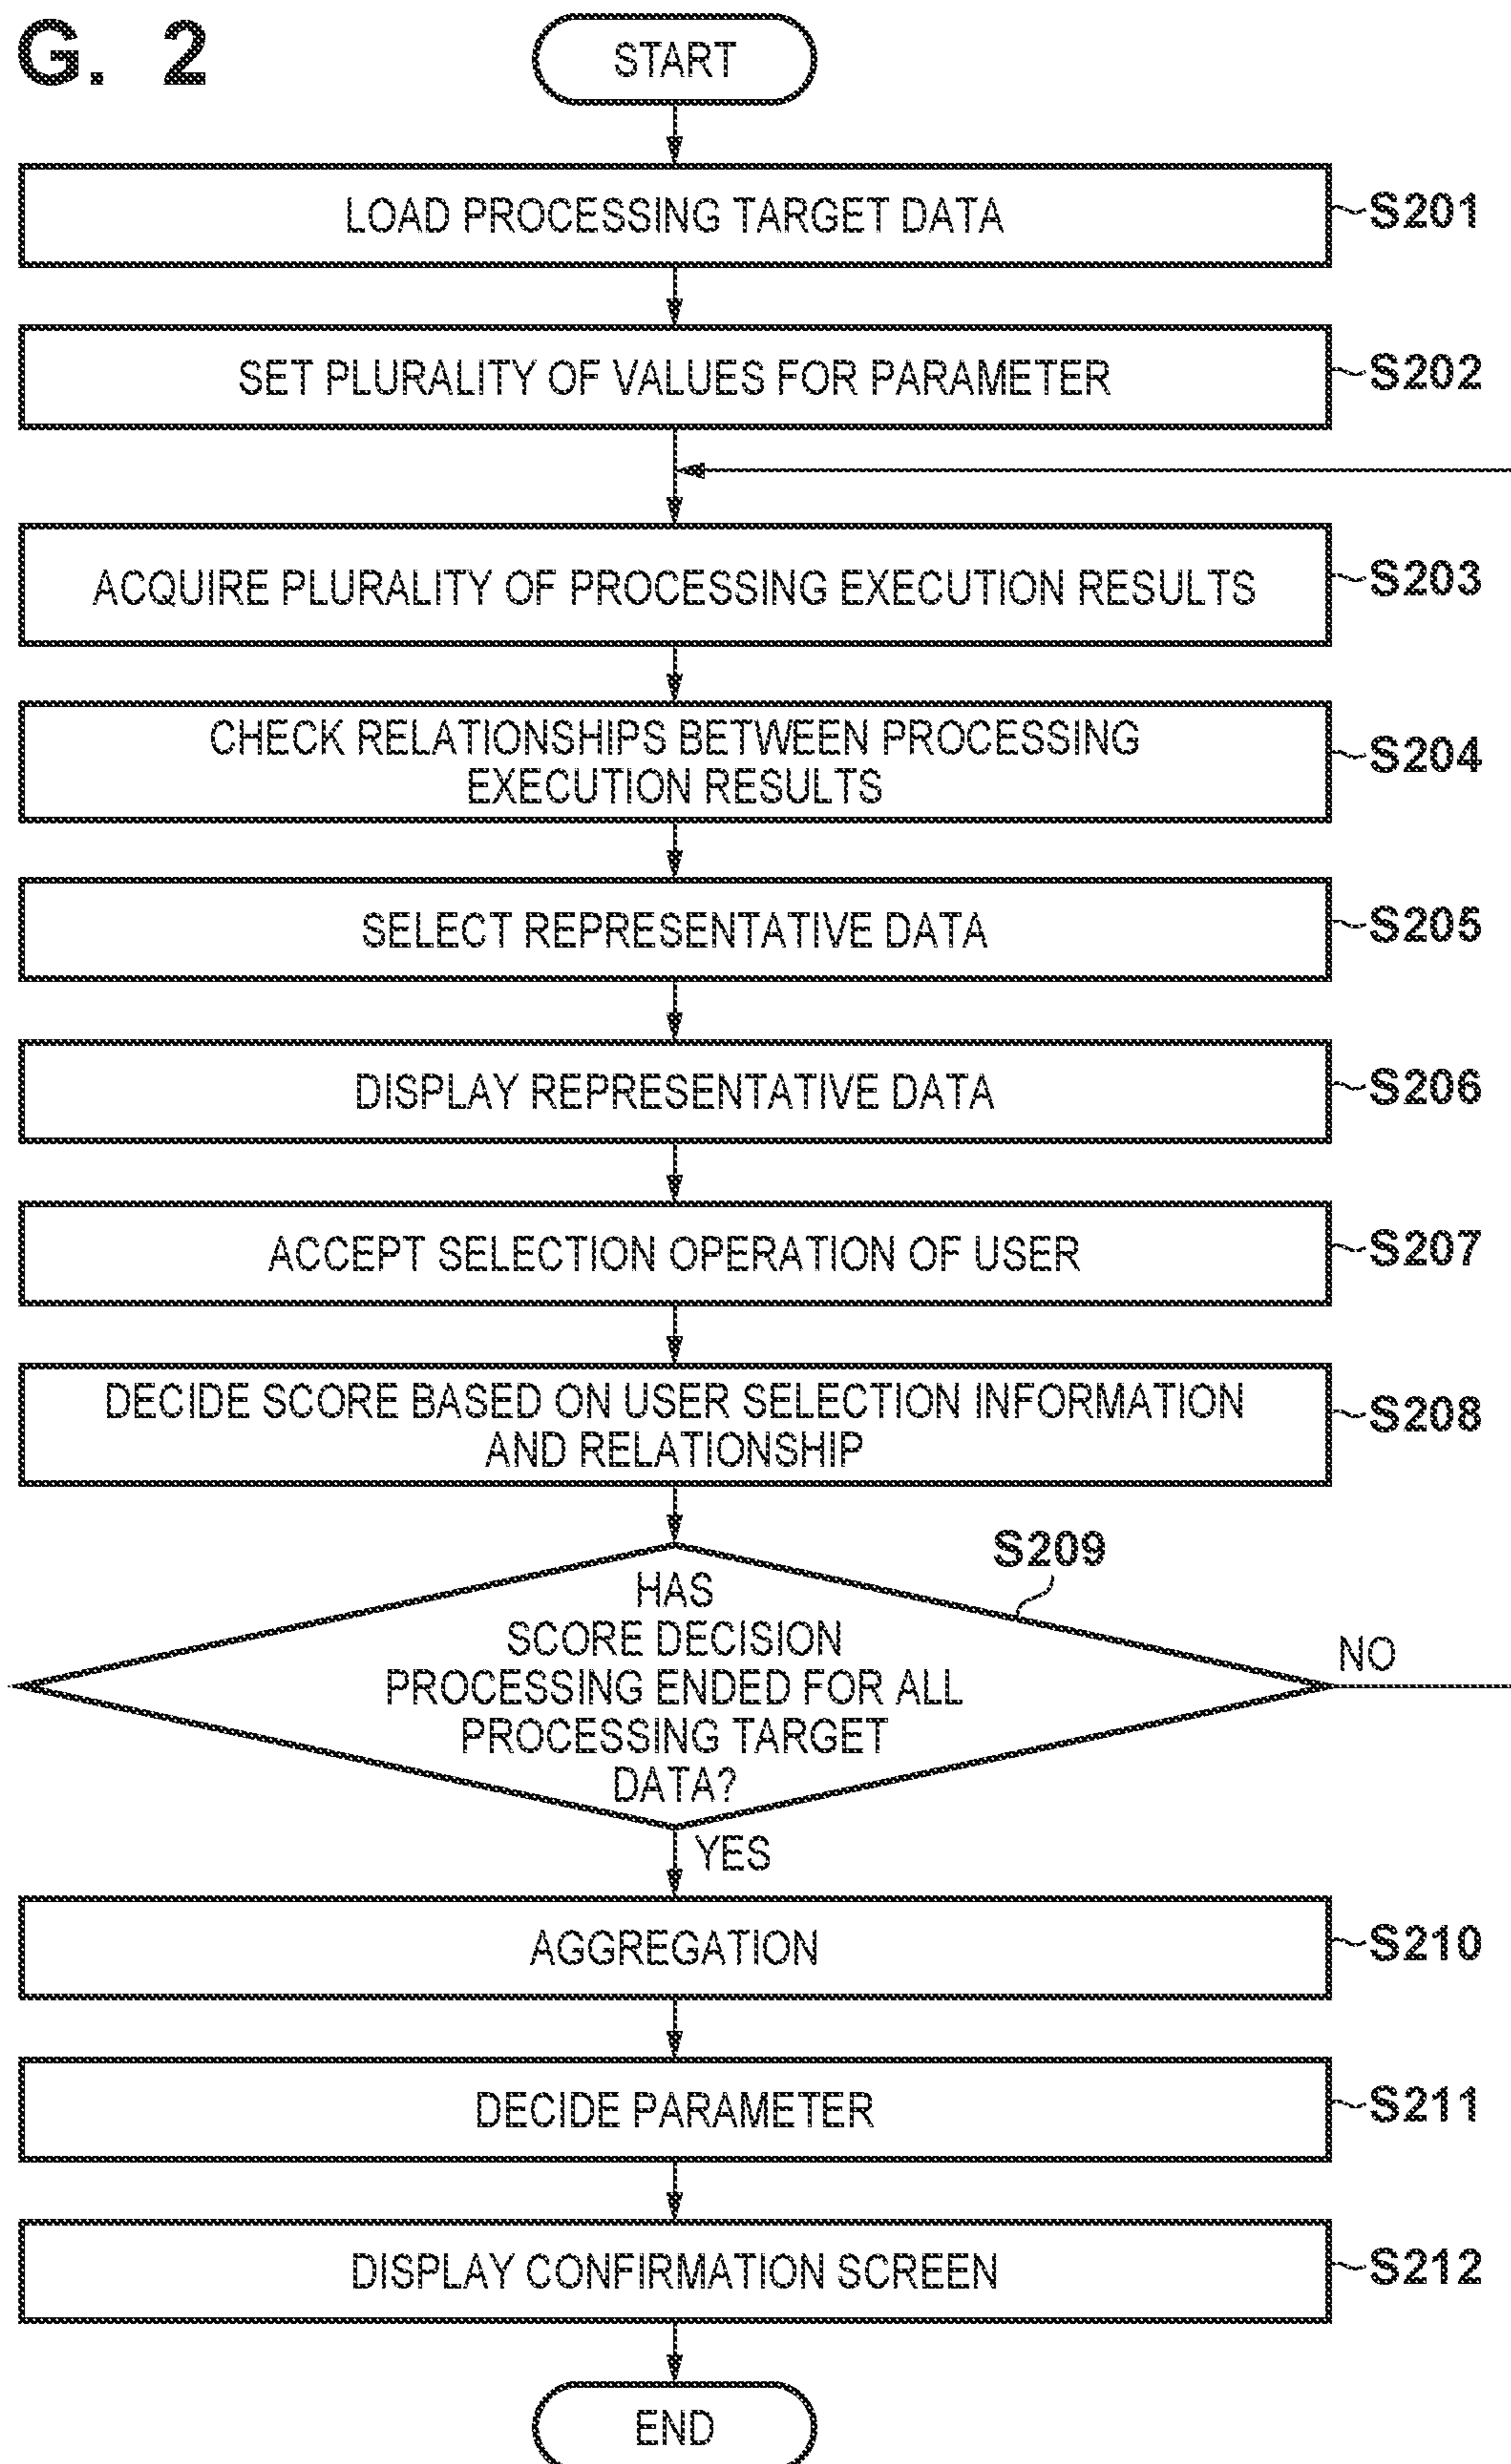 G. 2
START
LOAD PROCESSING TARGET DATA
S201
SET PLURALITY OF VALUES FOR PARAMETER
S202
ACQUIRE PLURALITY OF PROCESSING EXECUTION RESULTS
S203
CHECK RELATIONSHIPS BETWEEN PROCESSING
EXECUTION RESULTS
S204
SELECT REPRESENTATIVE DATA
S205
DISPLAY REPRESENTATIVE DATA
S206
ACCEPT SELECTION OPERATION OF USER
S207
DECIDE SCORE BASED ON USER SELECTION INFORMATION
AND RELATIONSHIP
S208
S209
HAS
SCORE DECISION
PROCESSING ENDED FOR ALL
PROCESSING TARGET
DATA?
NO
YES
AGGREGATION
S210
DECIDE PARAMETER
S211
DISPLAY CONFIRMATION SCREEN
S212
END